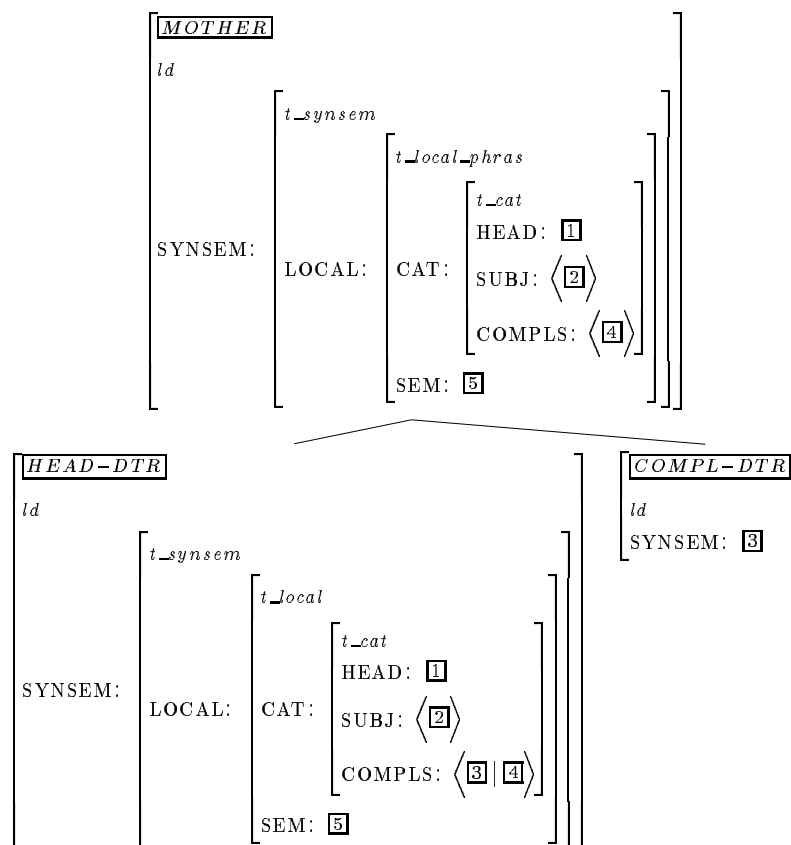 MOTHER
ld
t_synsem
t_local_phras
t_cat
HEAD: 1
SYNSEM:
LOCAL: CAT: SUBJ: ⟨2⟩
COMPLS: ⟨4⟩
SEM: 5
HEAD-DTR
ld
t_synsem
t_local
t_cat
HEAD: 1
SYNSEM:
LOCAL: CAT: SUBJ: ⟨2⟩
COMPLS: ⟨3 | 4⟩
SEM: 5
COMPL-DTR
ld
SYNSEM: 3